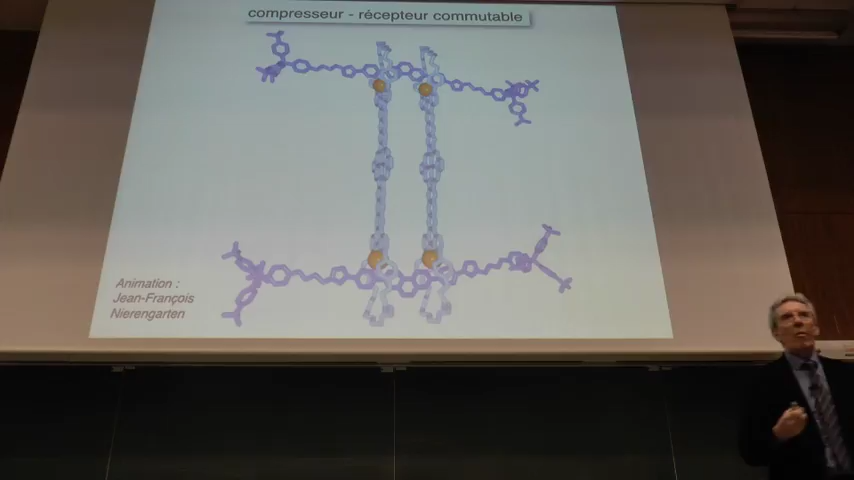 compresseur - récepteur commutable
Animation :
Jean-François
Nierengarten